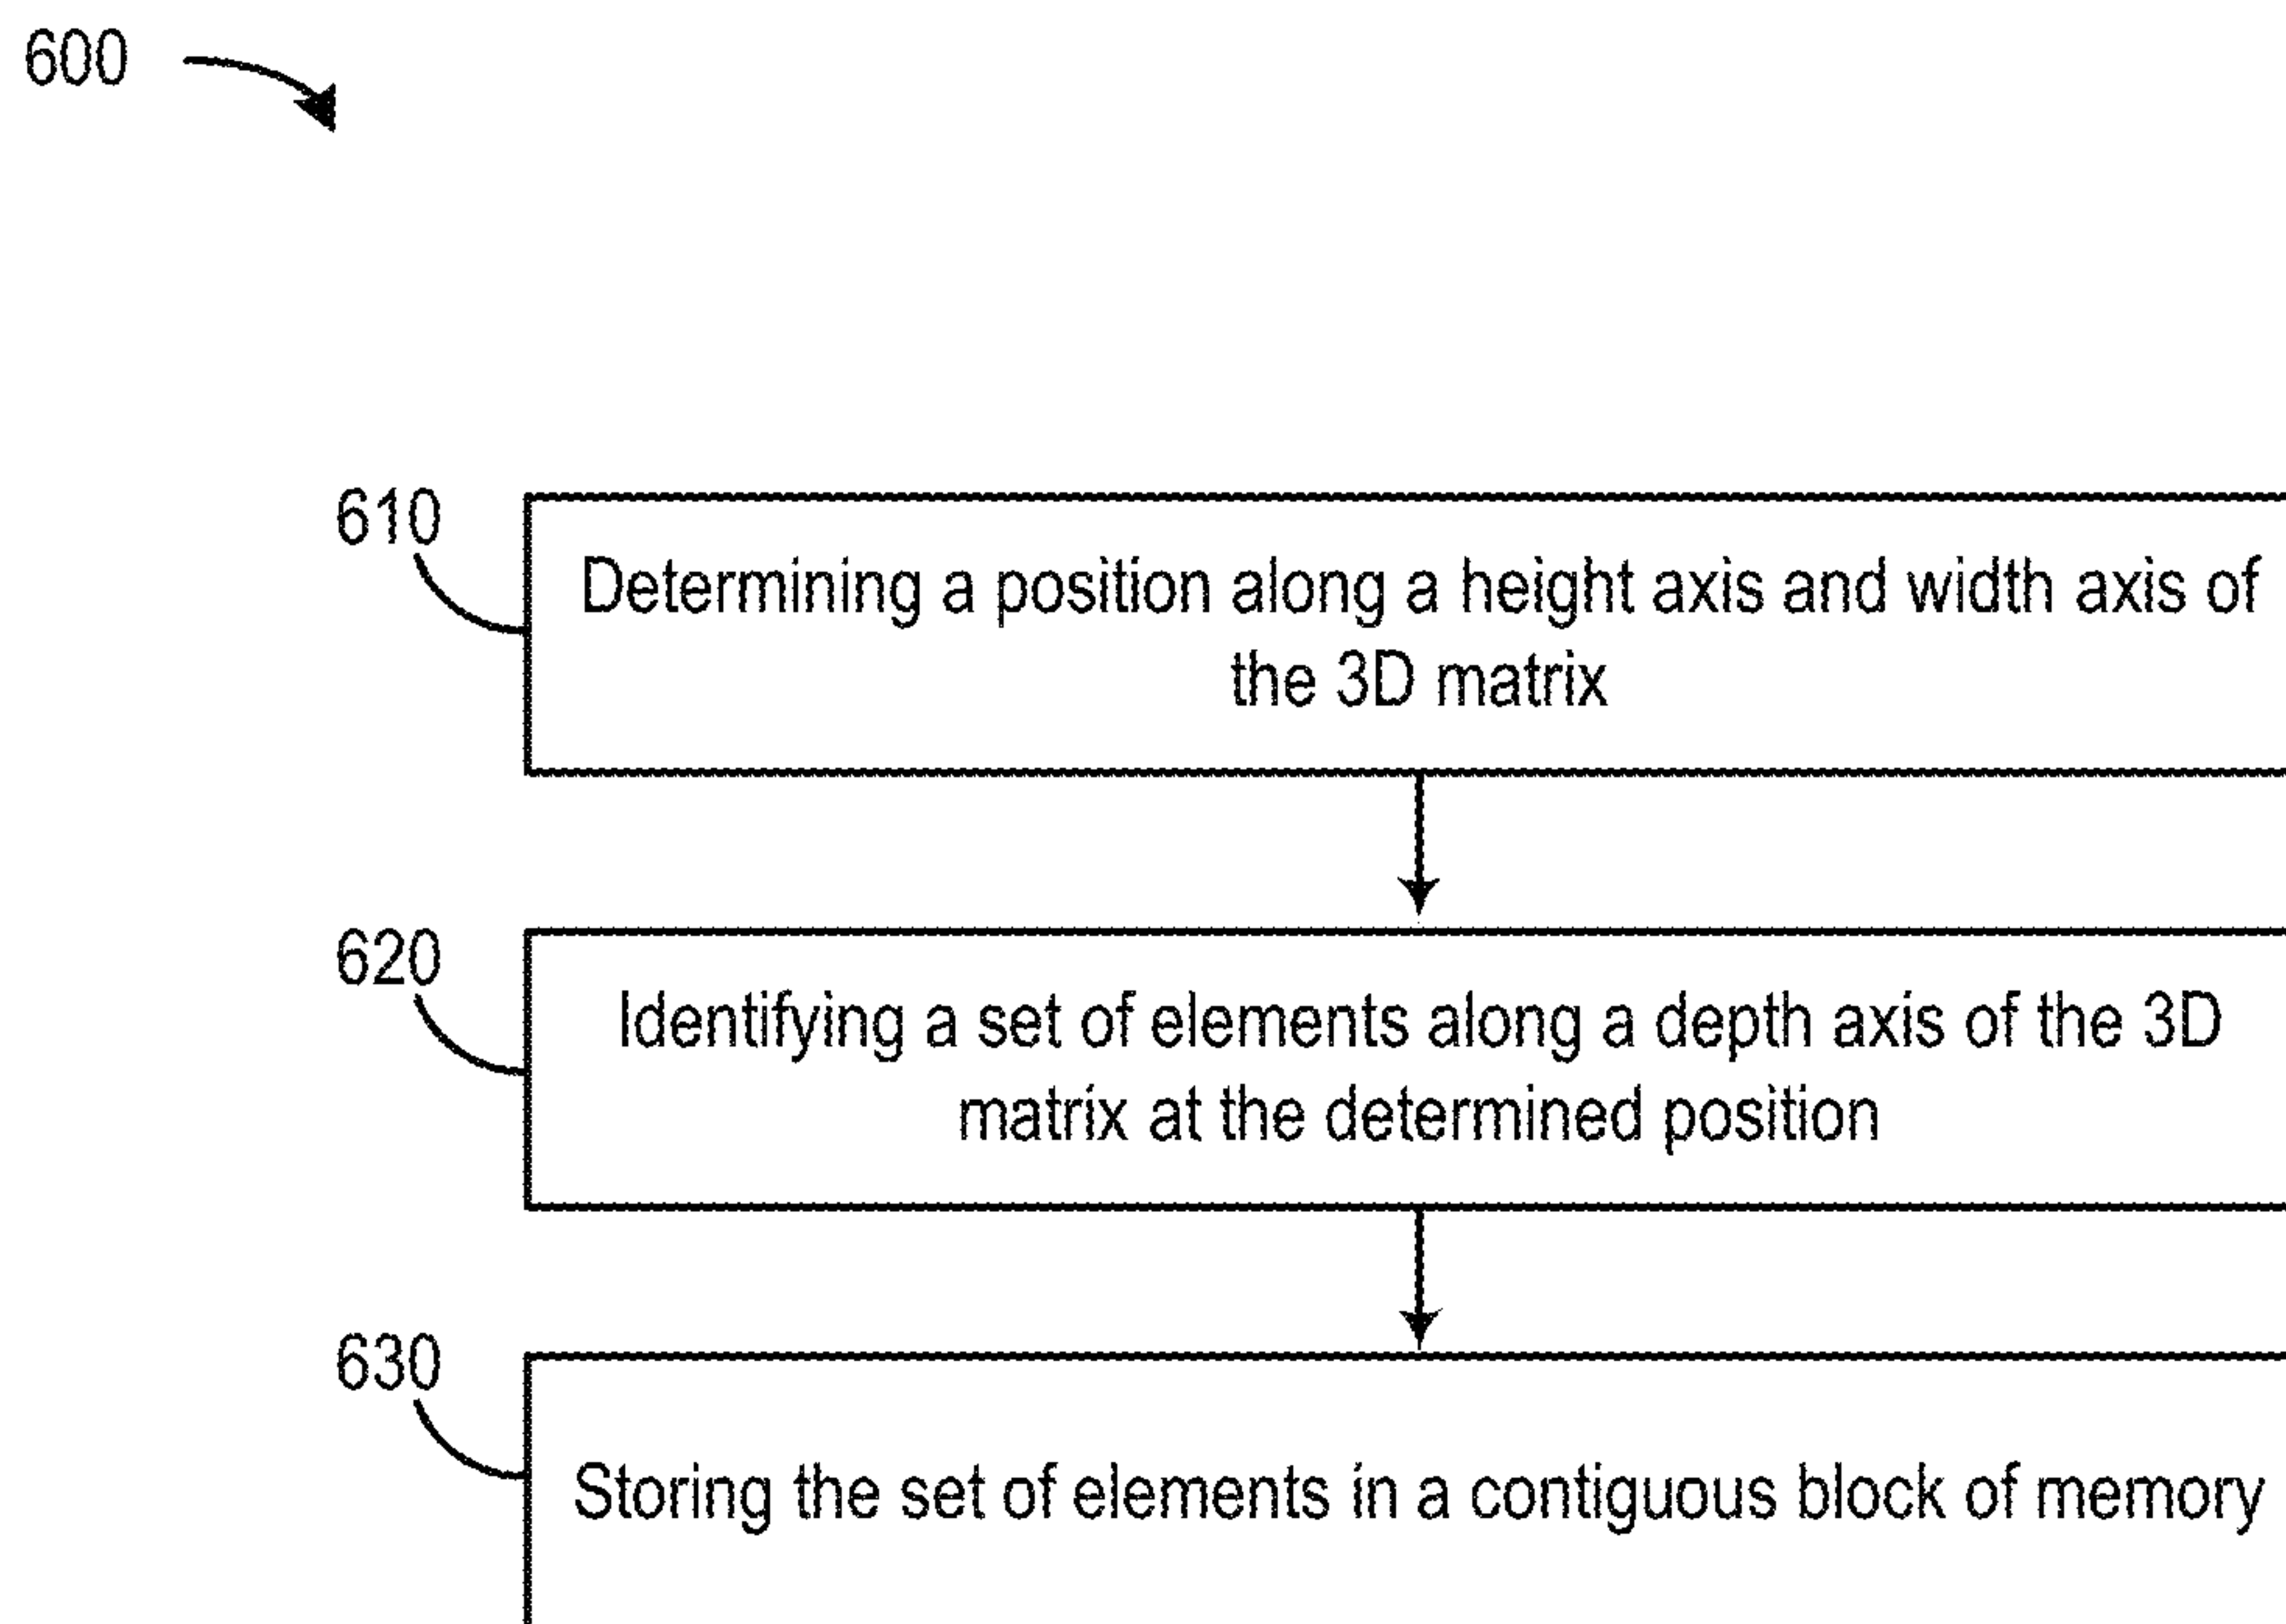 600
610
Determining a position along a height axis and width axis of
the 3D matrix
620
Identifying a set of elements along a depth axis of the 3D
matrix at the determined position
630
Storing the set of elements in a contiguous block of memory